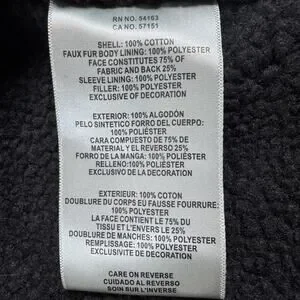 RN NO. 54163
CA NO. 57151
SHELL: 100% COTTON
FAUX FUR BODY LINING: 100% POLYESTER
FACE CONSTITUTES 75% OF
FABRIC AND BACK 25%
SLEEVE LINING: 100% POLYESTER
FILLER: 100% POLYESTER
EXCLUSIVE OF DECORATION
EXTERIOR: 100% ALGODÓN
PELO SINTETICO FORRO DEL CUERPO:
100% POLIÉSTER
CARA COMPUESTO DE 75% DE
MATERIAL Y EL REVERSO 25%
FORRO DE LA MANGA: 100% POLIÉSTER
RELLENO:100% POLIÉSTER
EXCLUSIVO DE LA DECORATION
EXTERIEUR: 100% COTON
DOUBLURE DU CORPS EU FAUSSE FOURRURE:
100% POLYESTER
LA FACE CONTIENT LE 75% DU
TISSU ET L'ENVERS LE 25%
DOUBLURE DE MANCHES: 100% POLYESTER
REMPLISSAGE: 100% POLYESTER
EXCLUSIVITE DE DECORATION
CARE ON REVERSE
CUIDADO AL REVERSO
SOIN SUR L'INVERSE